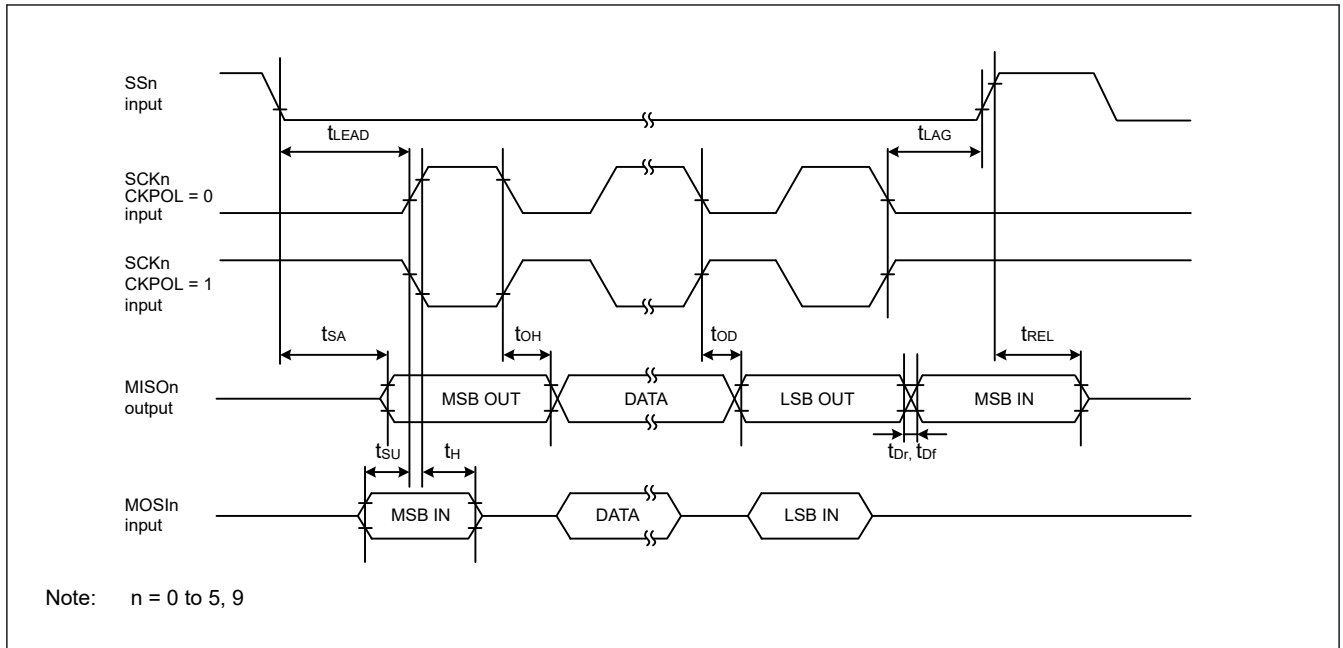 SSn
input
tLEAD
tLAG
SCKn
CKPOL = 0
input
SCKn
CKPOL = 1
input
tSA
tOH
tOD
tREL
MISOn
output
MSB OUT
DATA
LSB OUT
MSB IN
tSU
tH
tDr, tDf
MOSIn
input
MSB IN
DATA
LSB IN
Note: n = 0 to 5, 9